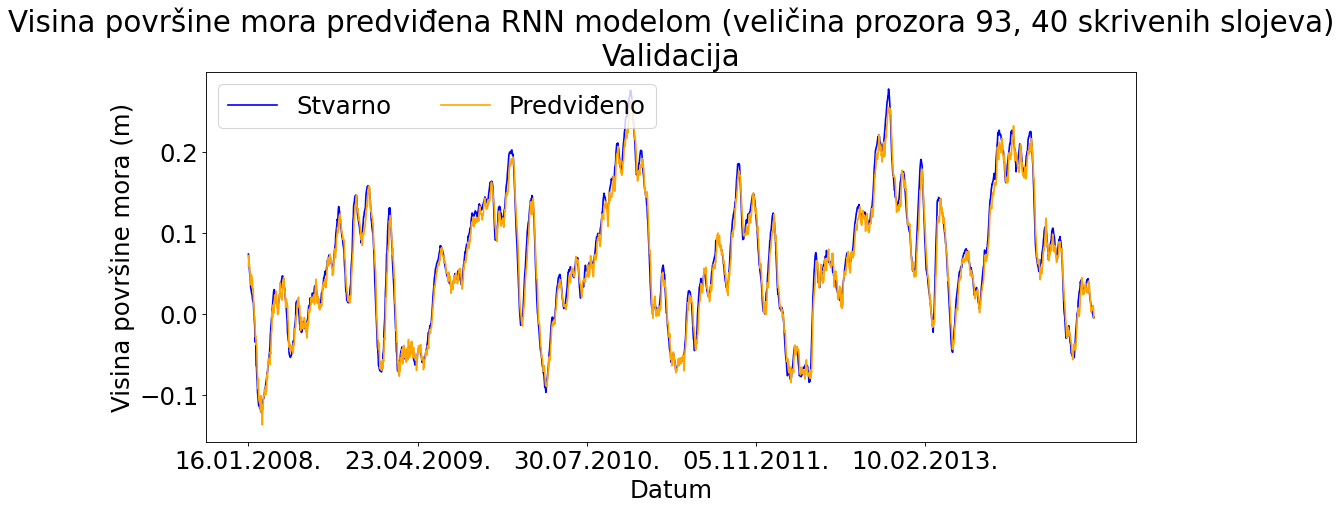 Visina površine mora predviđena RNN modelom (veličina prozora 93, 40 skrivenih slojeva)
Validacija
Stvarno Predviđeno
Visina površine mora (m)
0.2
0.1
0.0
−0.1
16.01.2008. 23.04.2009. 30.07.2010. 05.11.2011. 10.02.2013.
Datum